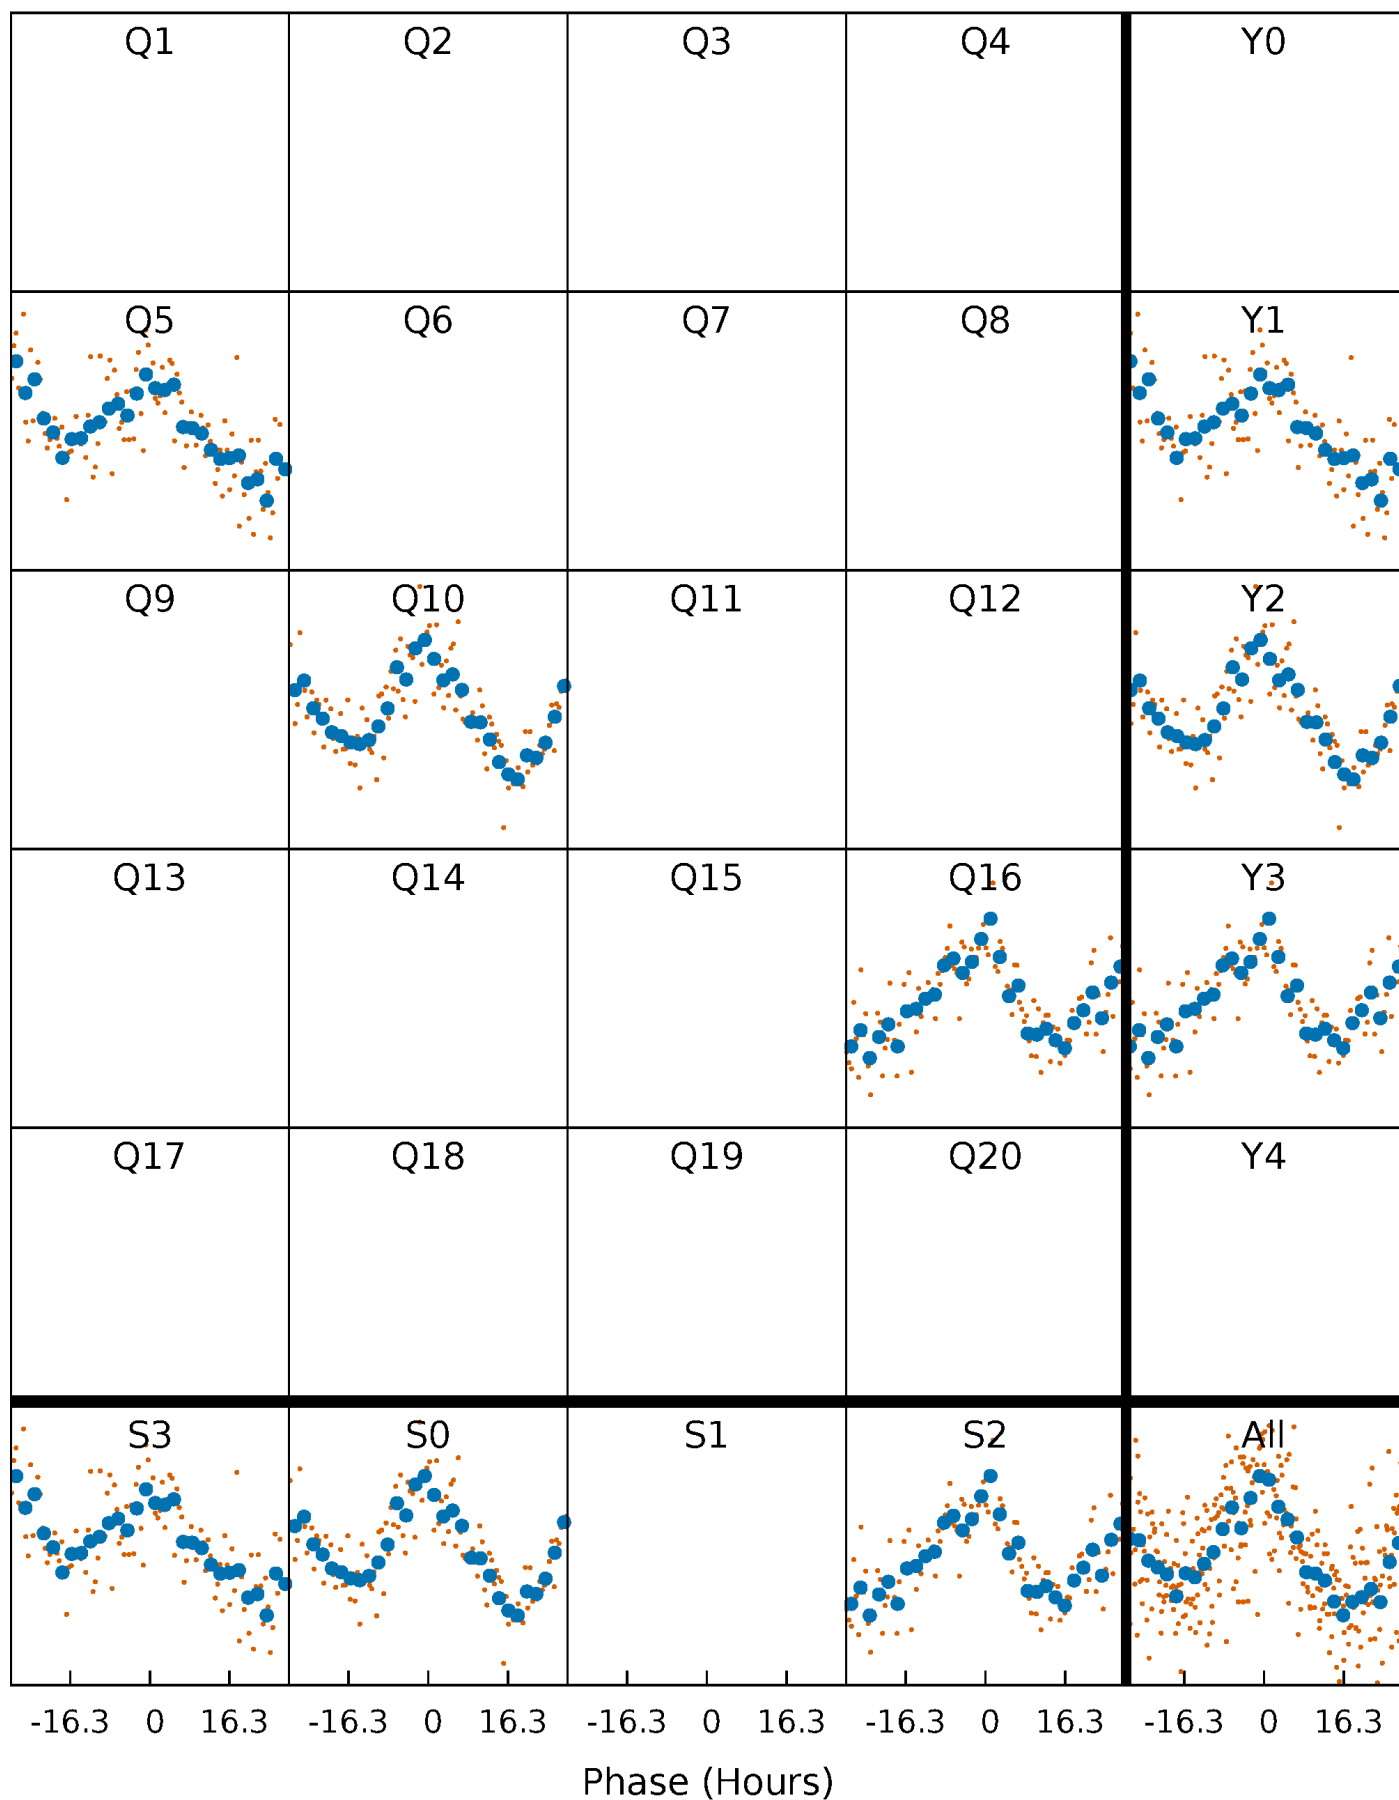 Q1 Q2 Q3 Q4 Y0
Q5 Q6 Q7 Q8 Y1
Q9 Q10 Q11 Q12 Y2
Q13 Q14 Q15 Q16 Y3
Q17 Q18 Q19 Q20 Y4
S3 S0 S1 S2 All
-16.3 0 16.3 -16.3 0 16.3 -16.3 0 16.3 -16.3 0 16.3 -16.3 0 16.3
Phase (Hours)